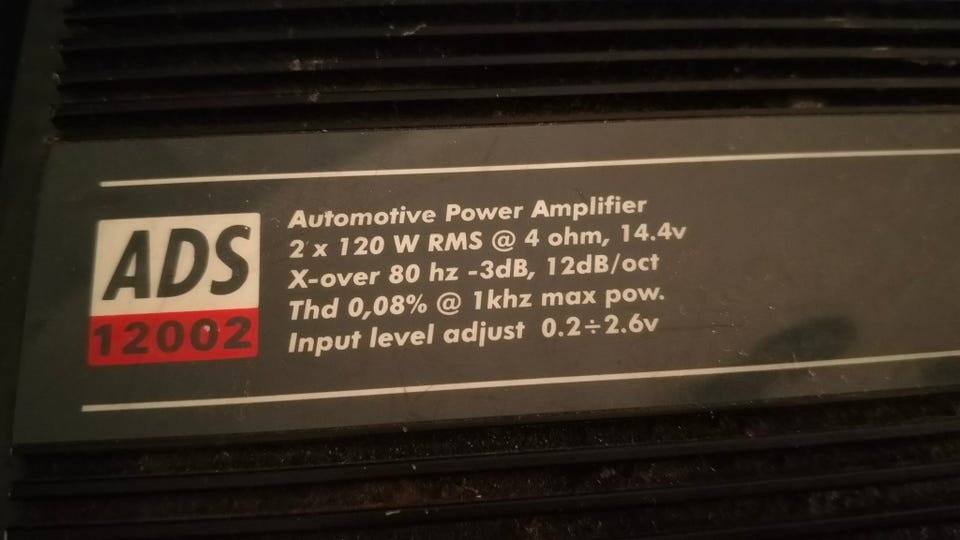 ADS
12002
Automotive Power Amplifier
2 x 120 W RMS @ 4 ohm, 14.4v
X-over 80 hz -3dB, 12dB/oct
Thd 0,08% @ 1khz max pow.
Input level adjust 0.2÷2.6v